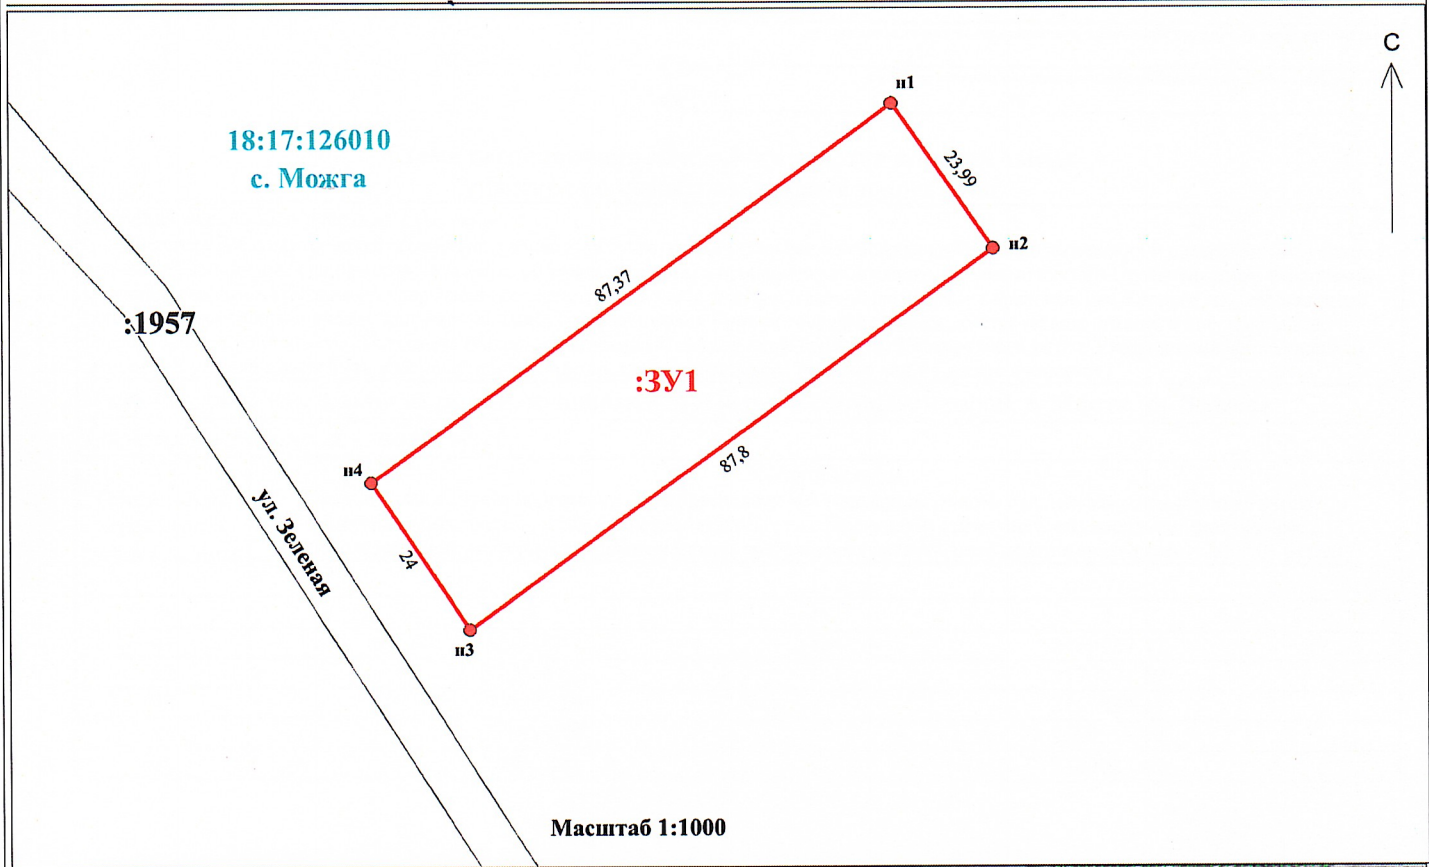 С
н1
18:17:126010
с. Можга
23,99
н2
87,37
:1957
:ЗУ1
87,8
н4
ул. Зеленая
24
н3
Масштаб 1:1000